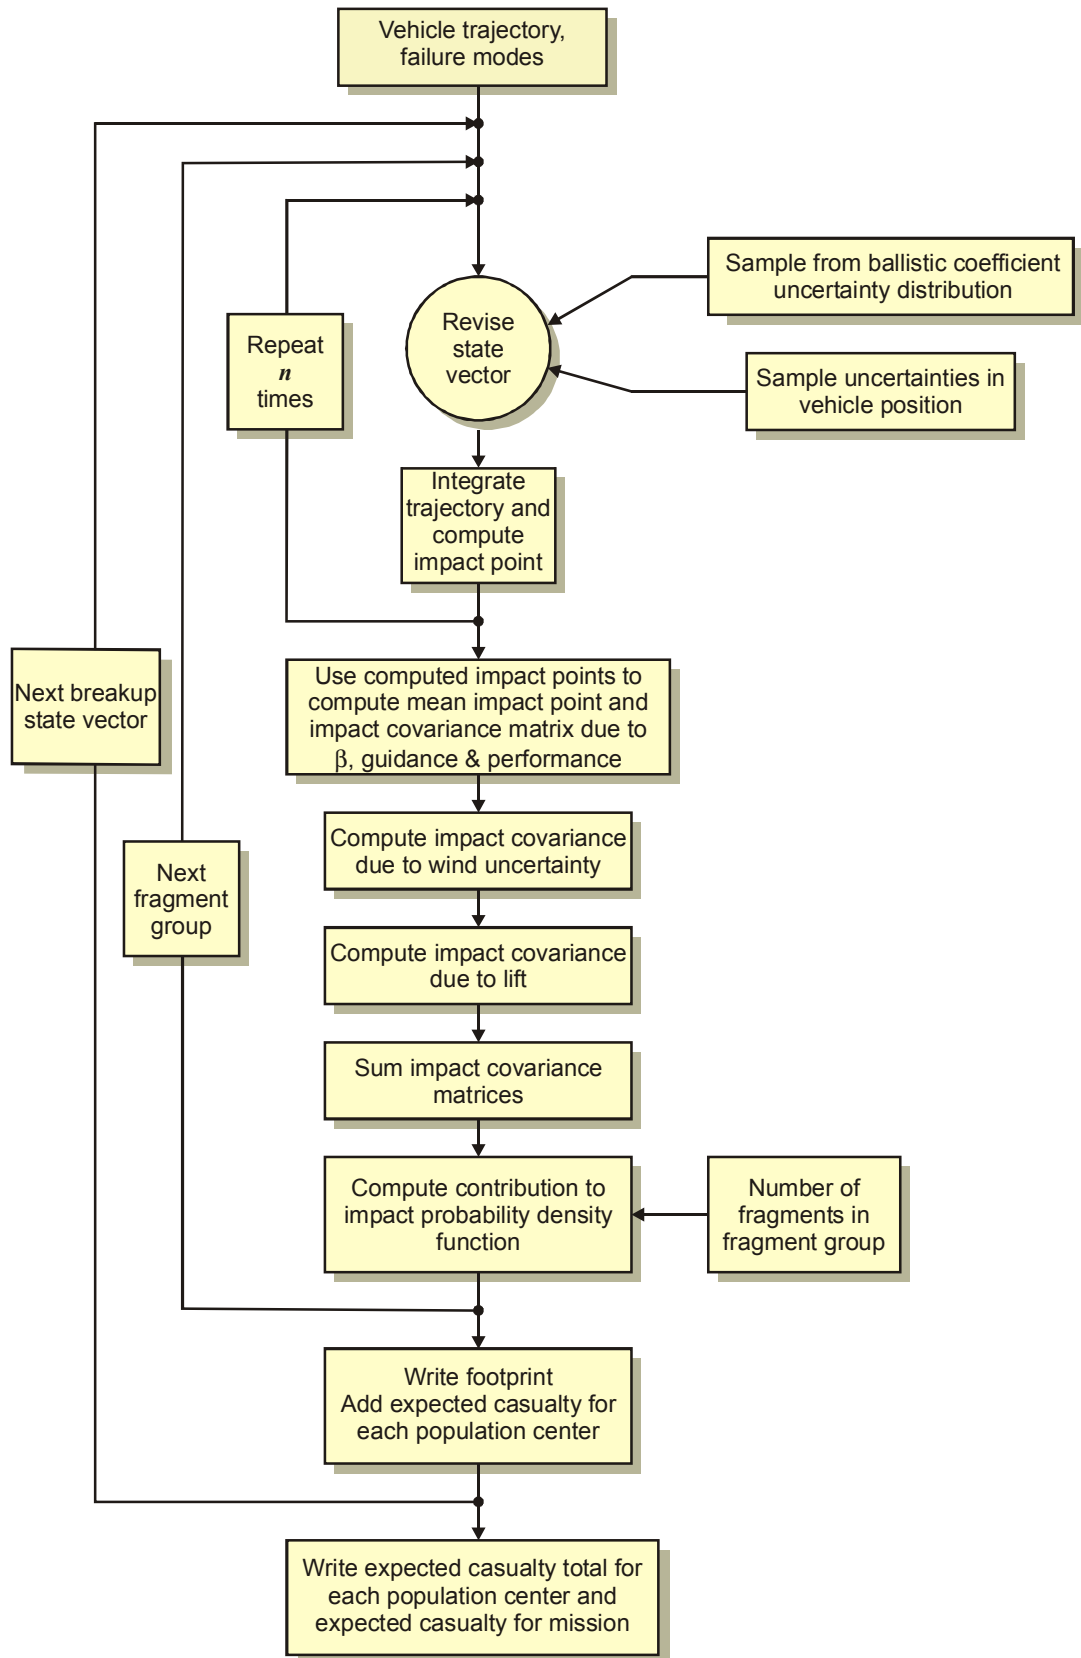 Vehicle trajectory,
failure modes
Sample from ballistic coefficient
uncertainty distribution
Revise
state
vector
Repeat
n
times
Sample uncertainties in
vehicle position
Integrate
trajectory and
compute
impact point
Use computed impact points to
compute mean impact point and
impact covariance matrix due to
β, guidance & performance
Next breakup
state vector
Compute impact covariance
due to wind uncertainty
Next
fragment
group
Compute impact covariance
due to lift
Sum impact covariance
matrices
Compute contribution to
impact probability density
function
Number of
fragments in
fragment group
Write footprint
Add expected casualty for
each population center
Write expected casualty total for
each population center and
expected casualty for mission